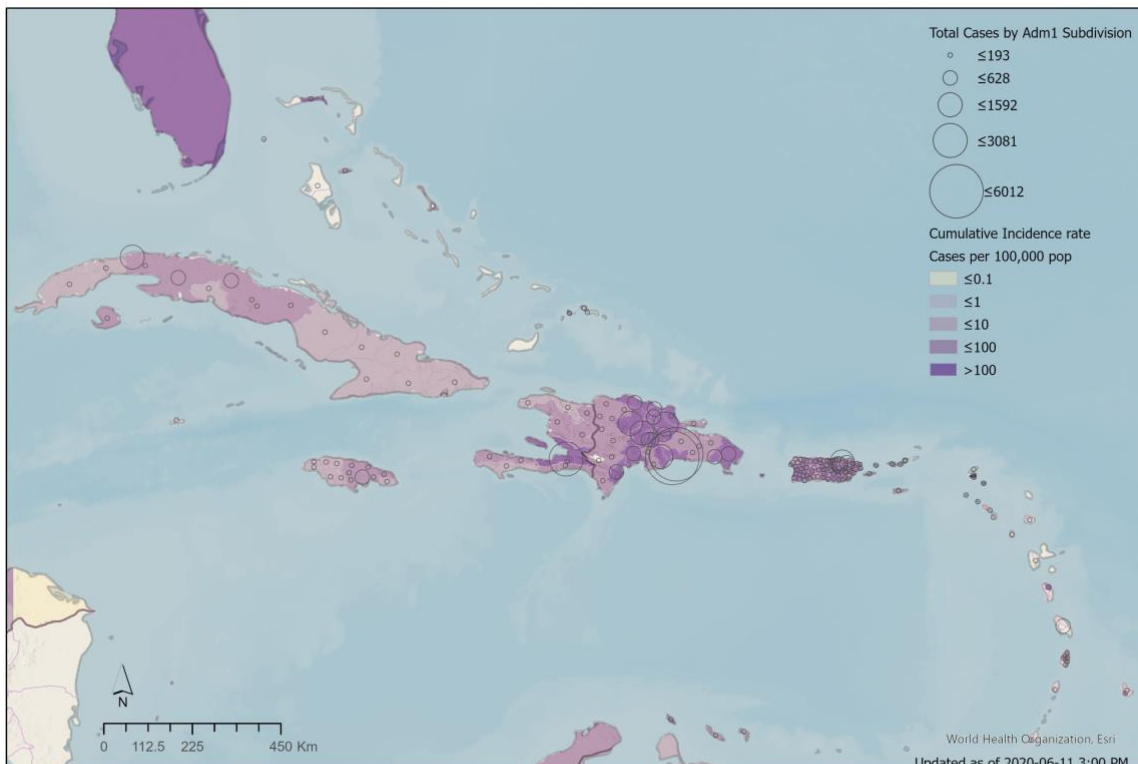 Total Cases by Adm1 Subdivision
≤193
≤628
≤1592
≤3081
≤6012
Cumulative Incidence rate
Cases per 100,000 pop
≤0.1
≤1
≤10
≤100
>100
N
0 112.5 225 450 Km
World Health Organization, Esri
Updated as of 2020-06-11 3:00 PM